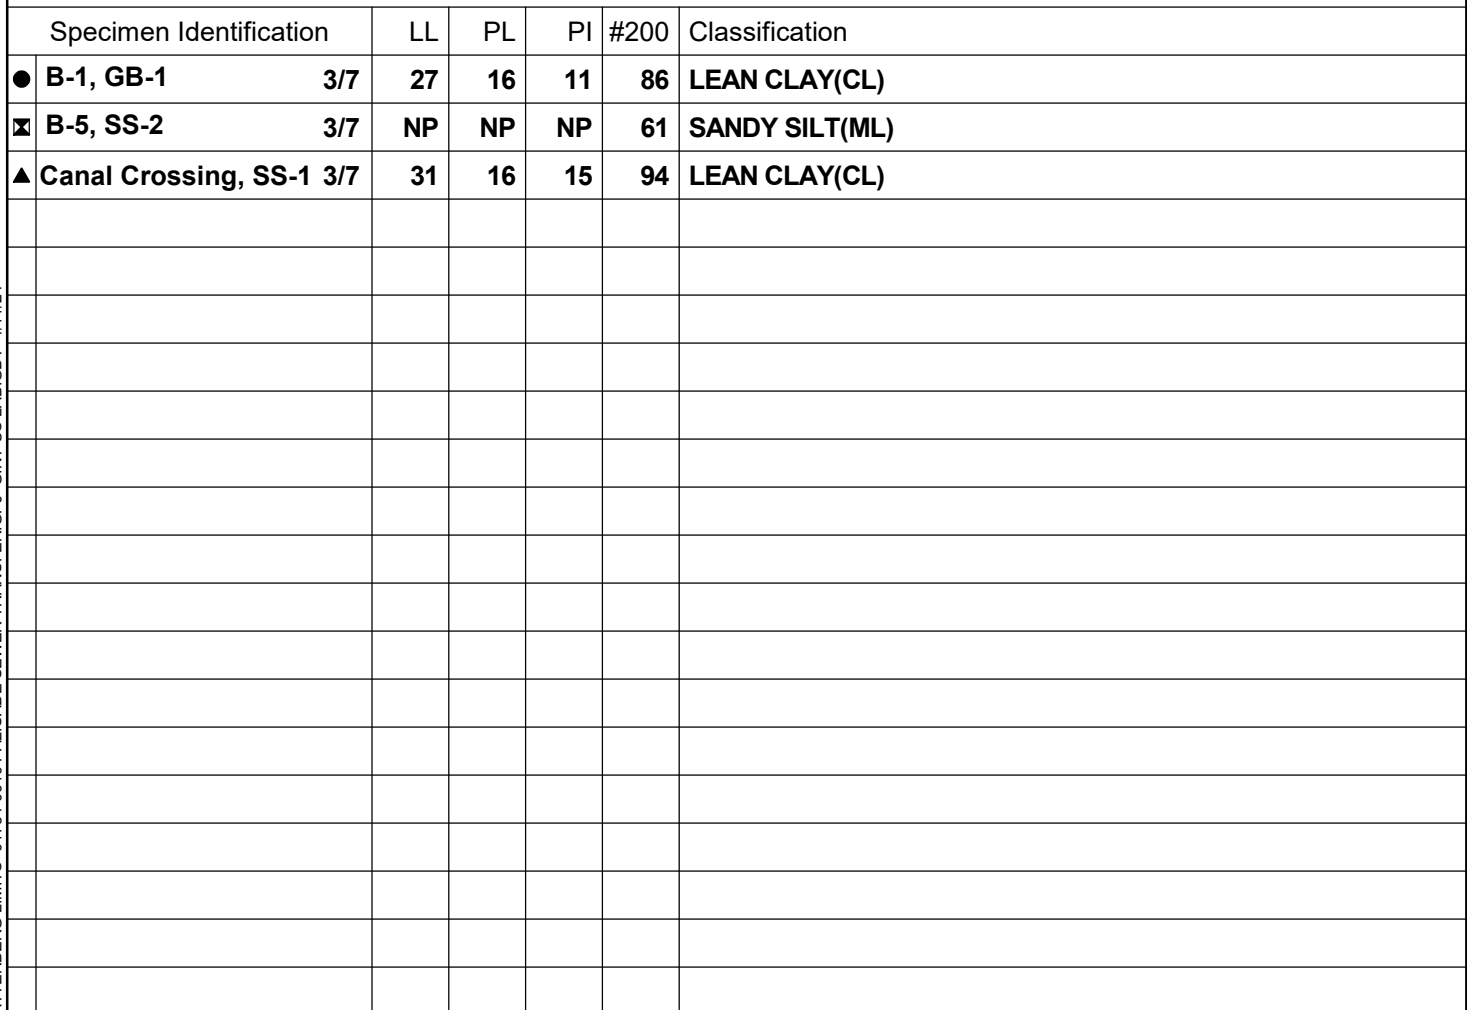 Specimen Identification LL PL PI #200 Classification
B-1, GB-1 3/7 27 16 11 86 LEAN CLAY(CL)
B-5, SS-2 3/7 NP NP NP 61 SANDY SILT(ML)
Canal Crossing, SS-1 3/7 31 16 15 94 LEAN CLAY(CL)